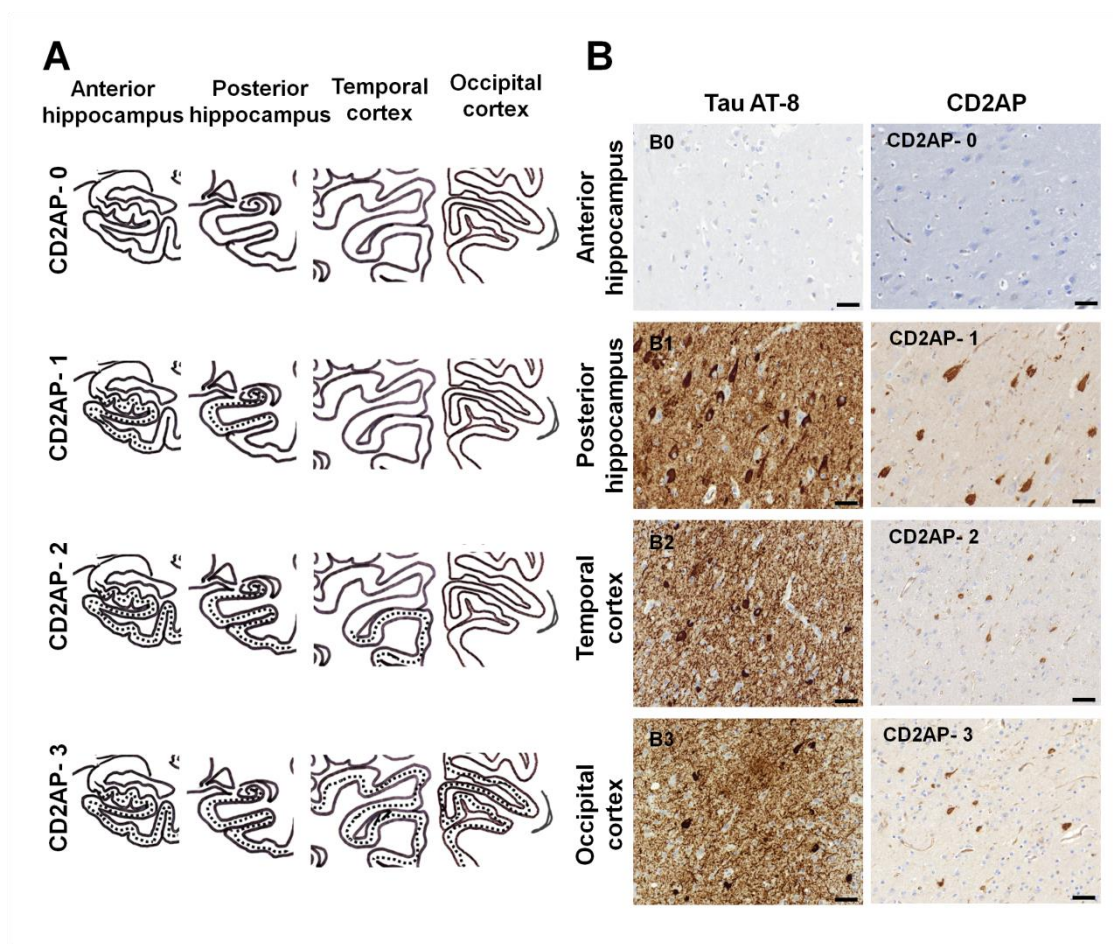 A
B
Anterior
hippocampus
Posterior
hippocampus
Temporal
cortex
Occipital
cortex
CD2AP- 0
CD2AP- 1
CD2AP- 2
CD2AP- 3
Tau AT-8
CD2AP
Anterior
hippocampus
B0
CD2AP- 0
Posterior
hippocampus
B1
CD2AP- 1
Temporal
cortex
B2
CD2AP- 2
Occipital
cortex
B3
CD2AP- 3